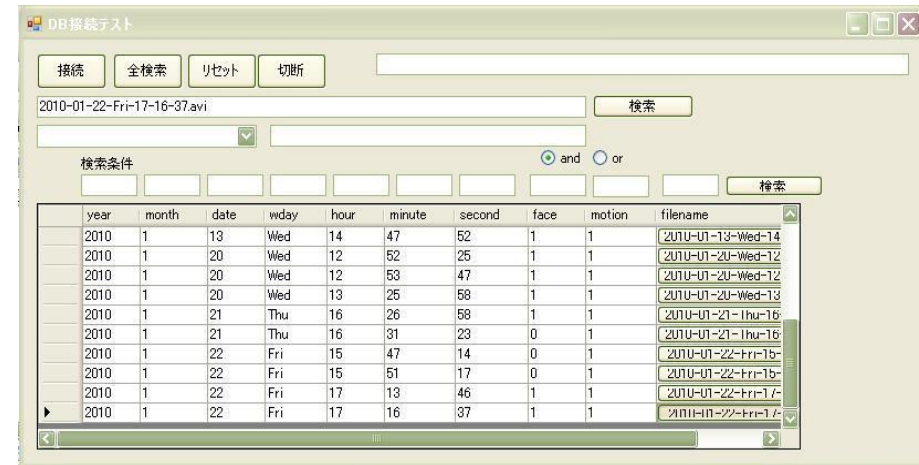 DB接続テスト
接続 全検索 リセット 切断
2010-01-22-Fri-17-16-37.avi 検索
検索条件 and or
検索
year month date wday hour minute second face motion filename
2010 1 13 Wed 14 47 52 1 1 2010-01-13-Wed-14
2010 1 20 Wed 12 52 25 1 1 2010-01-20-Wed-12
2010 1 20 Wed 12 53 47 1 1 2010-01-20-Wed-12
2010 1 20 Wed 13 25 58 1 1 2010-01-20-Wed-13
2010 1 21 Thu 16 26 58 1 1 2010-01-21-Thu-16-
2010 1 21 Thu 16 31 23 0 1 2010-01-21-Thu-16-
2010 1 22 Fri 15 47 14 0 1 2010-01-22-Fri-15-
2010 1 22 Fri 15 51 17 0 1 2010-01-22-Fri-15-
2010 1 22 Fri 17 13 46 1 1 2010-01-22-Fri-17-
2010 1 22 Fri 17 16 37 1 1 2010-01-22-Fri-17-